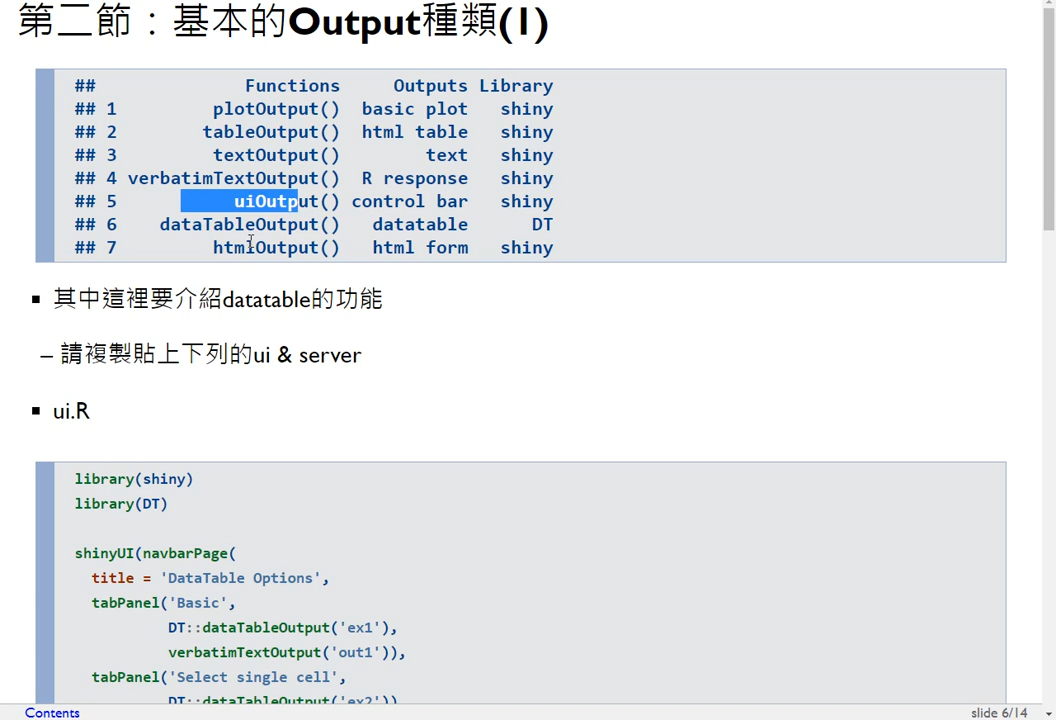 第二節：基本的Output種類(1)
##                Functions     Outputs Library
## 1          plotOutput()  basic plot   shiny
## 2         tableOutput()  html table   shiny
## 3          textOutput()        text   shiny
## 4 verbatimTextOutput()  R response   shiny
## 5            uiOutput() control bar   shiny
## 6     dataTableOutput()   datatable      DT
## 7          htmlOutput()   html form   shiny
▪ 其中這裡要介紹datatable的功能
– 請複製貼上下列的ui & server
▪ ui.R
library(shiny)
library(DT)
shinyUI(navbarPage(
title = 'DataTable Options',
tabPanel('Basic',
DT::dataTableOutput('ex1'),
verbatimTextOutput('out1')),
tabPanel('Select single cell',
DT::dataTableOutput('ex2'))
Contents
slide 6/14